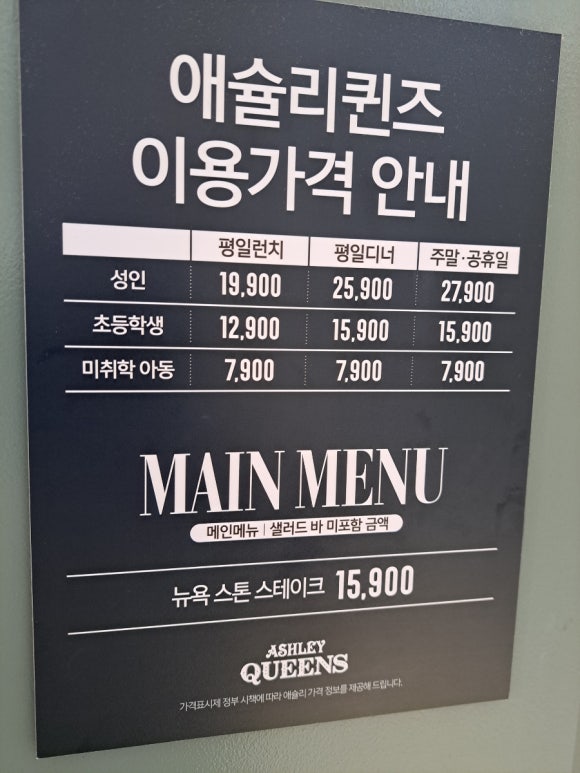 애슐리퀸즈
이용가격 안내
평일런치 평일디너 주말·공휴일
성인 19,900 25,900 27,900
초등학생 12,900 15,900 15,900
미취학 아동 7,900 7,900 7,900
MAIN MENU
메인메뉴 | 샐러드 바 미포함 금액
뉴욕 스톤 스테이크 15,900
ASHLEY
QUEENS
가격표시제 정부 시책에 따라 애슐리 가격 정보를 제공해 드립니다.